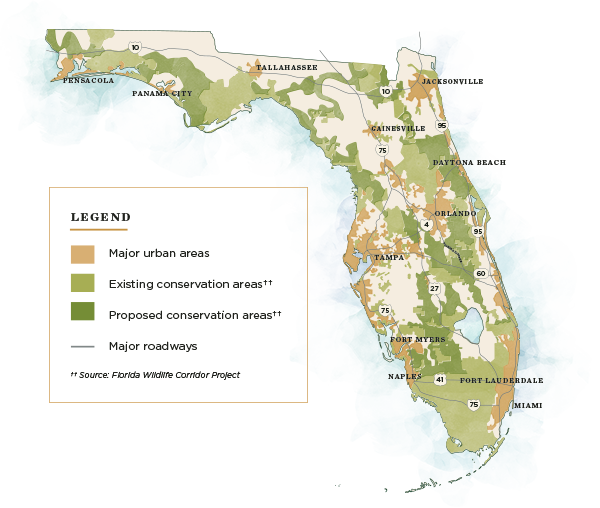 10
TALLAHASSEE
PENSACOLA
PANAMA CITY
JACKSONVILLE
10
95
GAINESVILLE
75
DAYTONA BEACH
ORLANDO
4
95
TAMPA
60
27
75
FORT MYERS
NAPLES
41
FORT LAUDERDALE
75
MIAMI
LEGEND
Major urban areas
Existing conservation areas††
Proposed conservation areas††
Major roadways
†† Source: Florida Wildlife Corridor Project